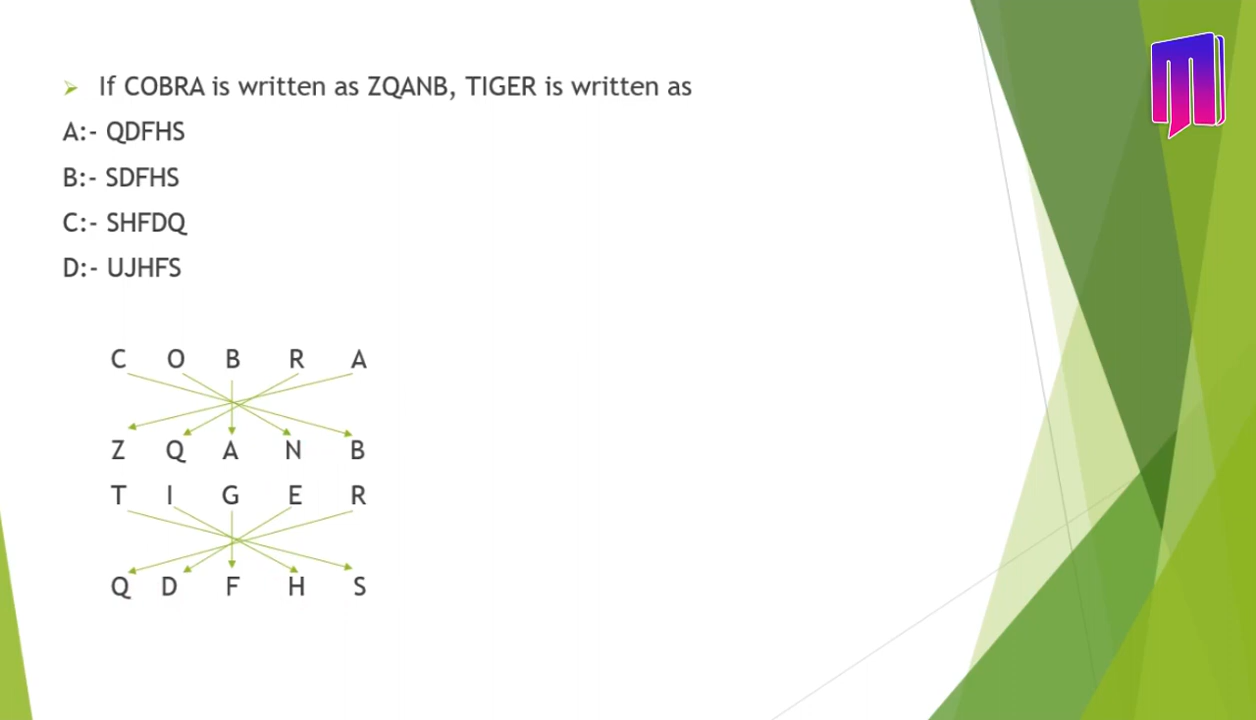 If COBRA is written as ZQANB, TIGER is written as
A:- QDFHS
B:- SDFHS
C:- SHFDQ
D:- UJHFS
C O B R A
Z Q A N B
T I G E R
Q D F H S